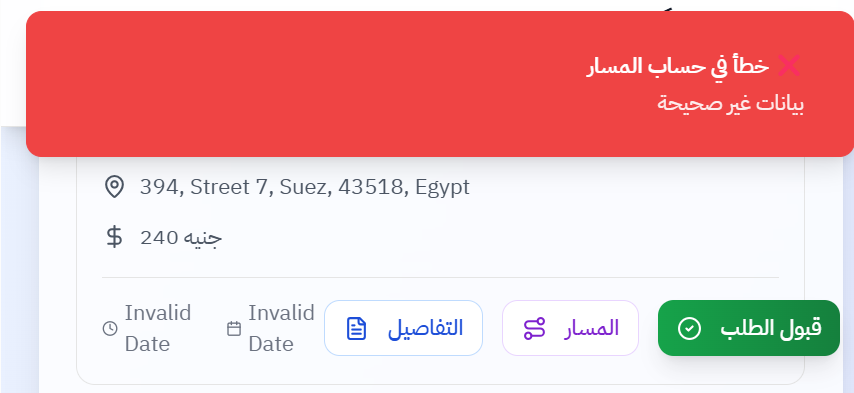 ❌ خطأ في حساب المسار
بيانات غير صحيحة
394, Street 7, Suez, 43518, Egypt
240 جنيه
قبول الطلب
المسار
التفاصيل
Invalid
Date
Invalid
Date